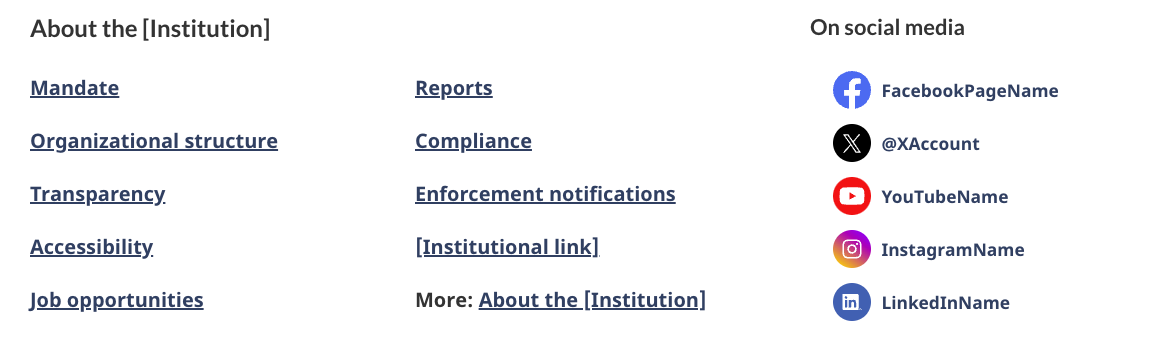 About the [Institution]
Mandate
Organizational structure
Transparency
Accessibility
Job opportunities
Reports
Compliance
Enforcement notifications
[Institutional link]
More: About the [Institution]
On social media
FacebookPageName
@XAccount
YouTubeName
InstagramName
LinkedInName